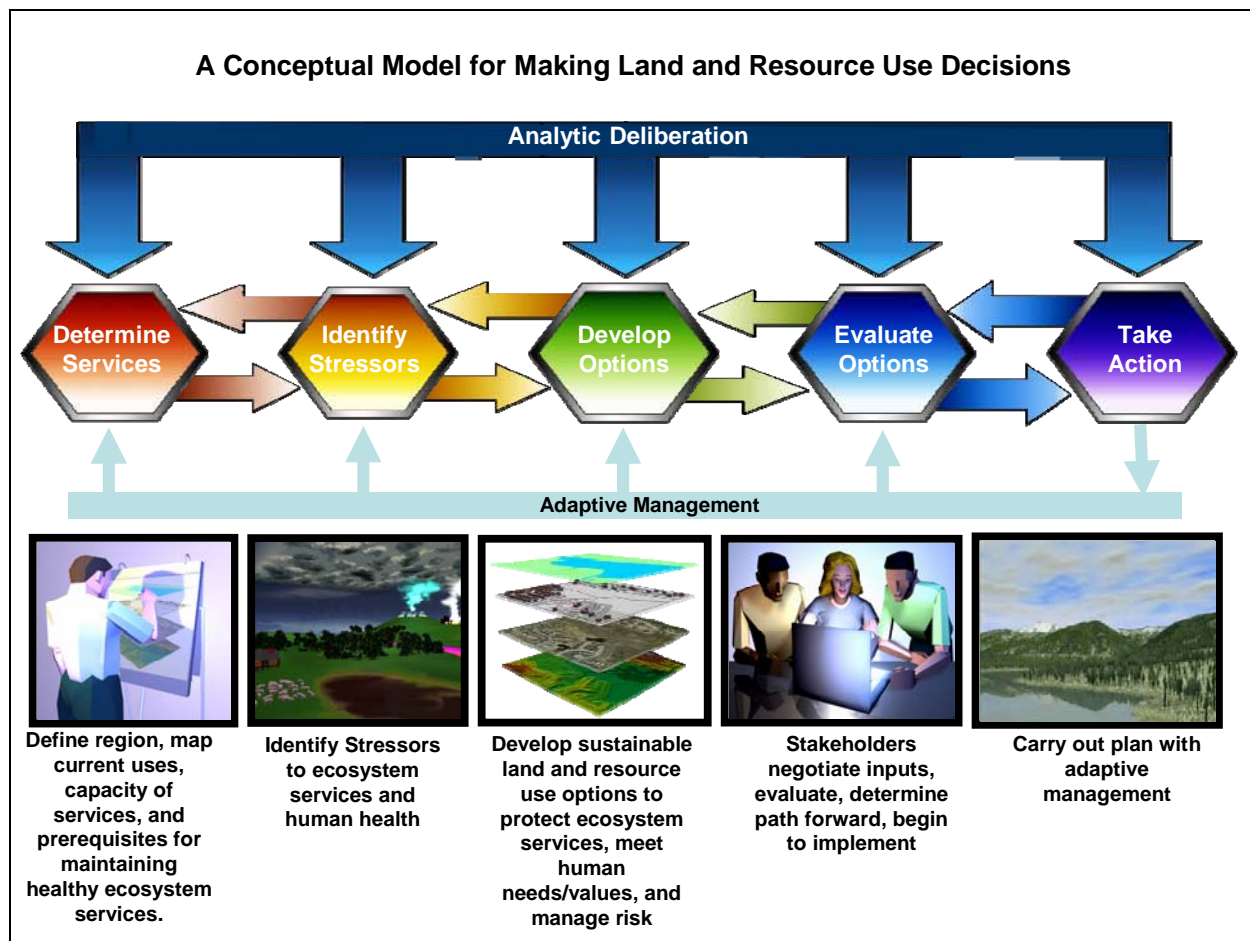 A Conceptual Model for Making Land and Resource Use Decisions
Analytic Deliberation
Determine
Services
Identify
Stressors
Develop
Options
Evaluate
Options
Take
Action
Adaptive Management
Define region, map
current uses,
capacity of
services, and
prerequisites for
maintaining
healthy ecosystem
services.
Identify Stressors
to ecosystem
services and
human health
Develop sustainable
land and resource
use options to
protect ecosystem
services, meet
human
needs/values, and
manage risk
Stakeholders
negotiate inputs,
evaluate, determine
path forward, begin
to implement
Carry out plan with
adaptive
management